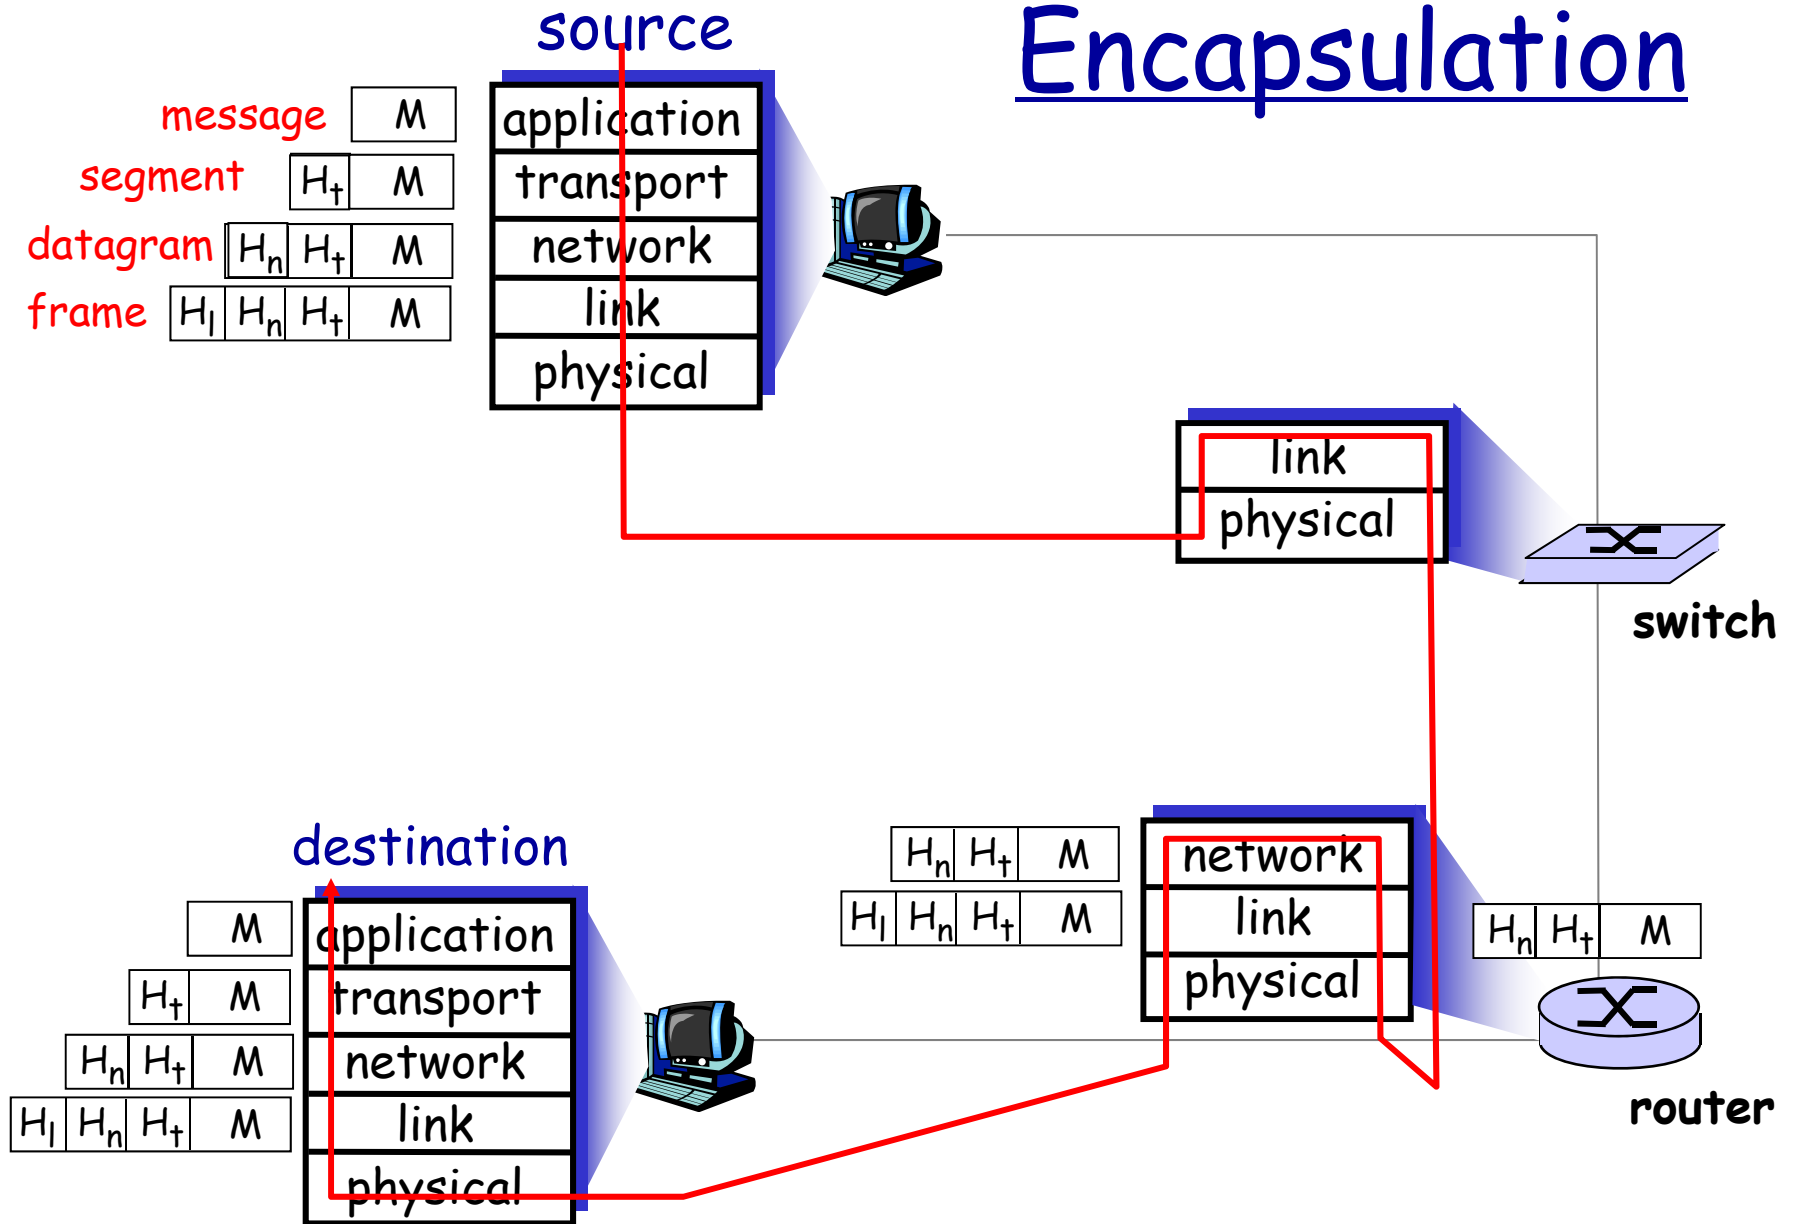 Encapsulation
source
message M
segment Ht M
datagram Hn Ht M
frame Hl Hn Ht M
application
transport
network
link
physical
link
physical
switch
Hn Ht M
Hl Hn Ht M
network
link
physical
Hn Ht M
router
destination
M
Ht M
Hn Ht M
Hl Hn Ht M
application
transport
network
link
physical